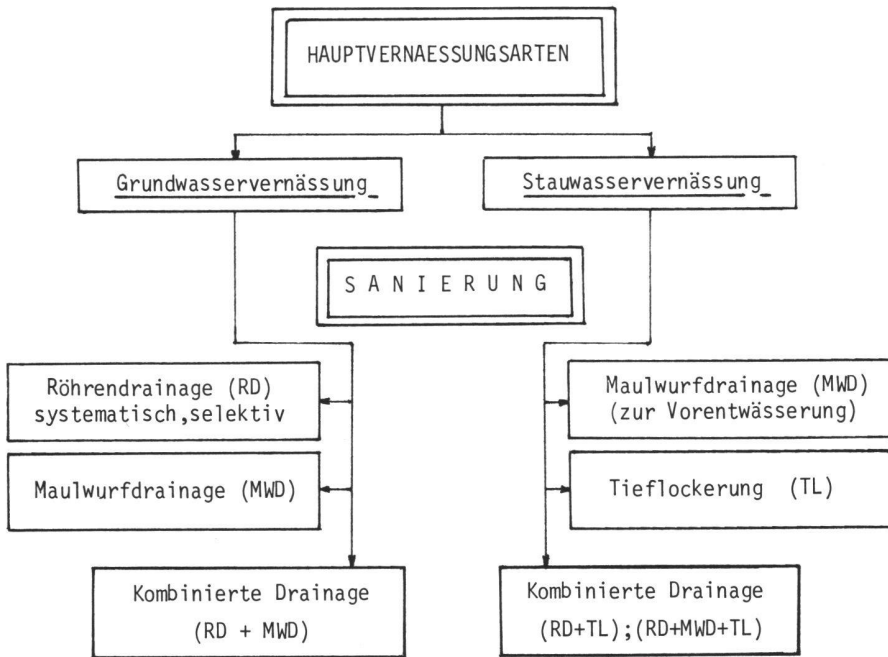 HAUPTVERNAESSUNGSARTEN
Grundwasservernässung
Stauwasservernässung
SANIERUNG
Röhrendrainage (RD)
systematisch,selektiv
Maulwurfdrainage (MWD)
Kombinierte Drainage
(RD + MWD)
Maulwurfdrainage (MWD)
(zur Vorentwässerung)
Tieflockerung (TL)
Kombinierte Drainage
(RD+TL);(RD+MWD+TL)